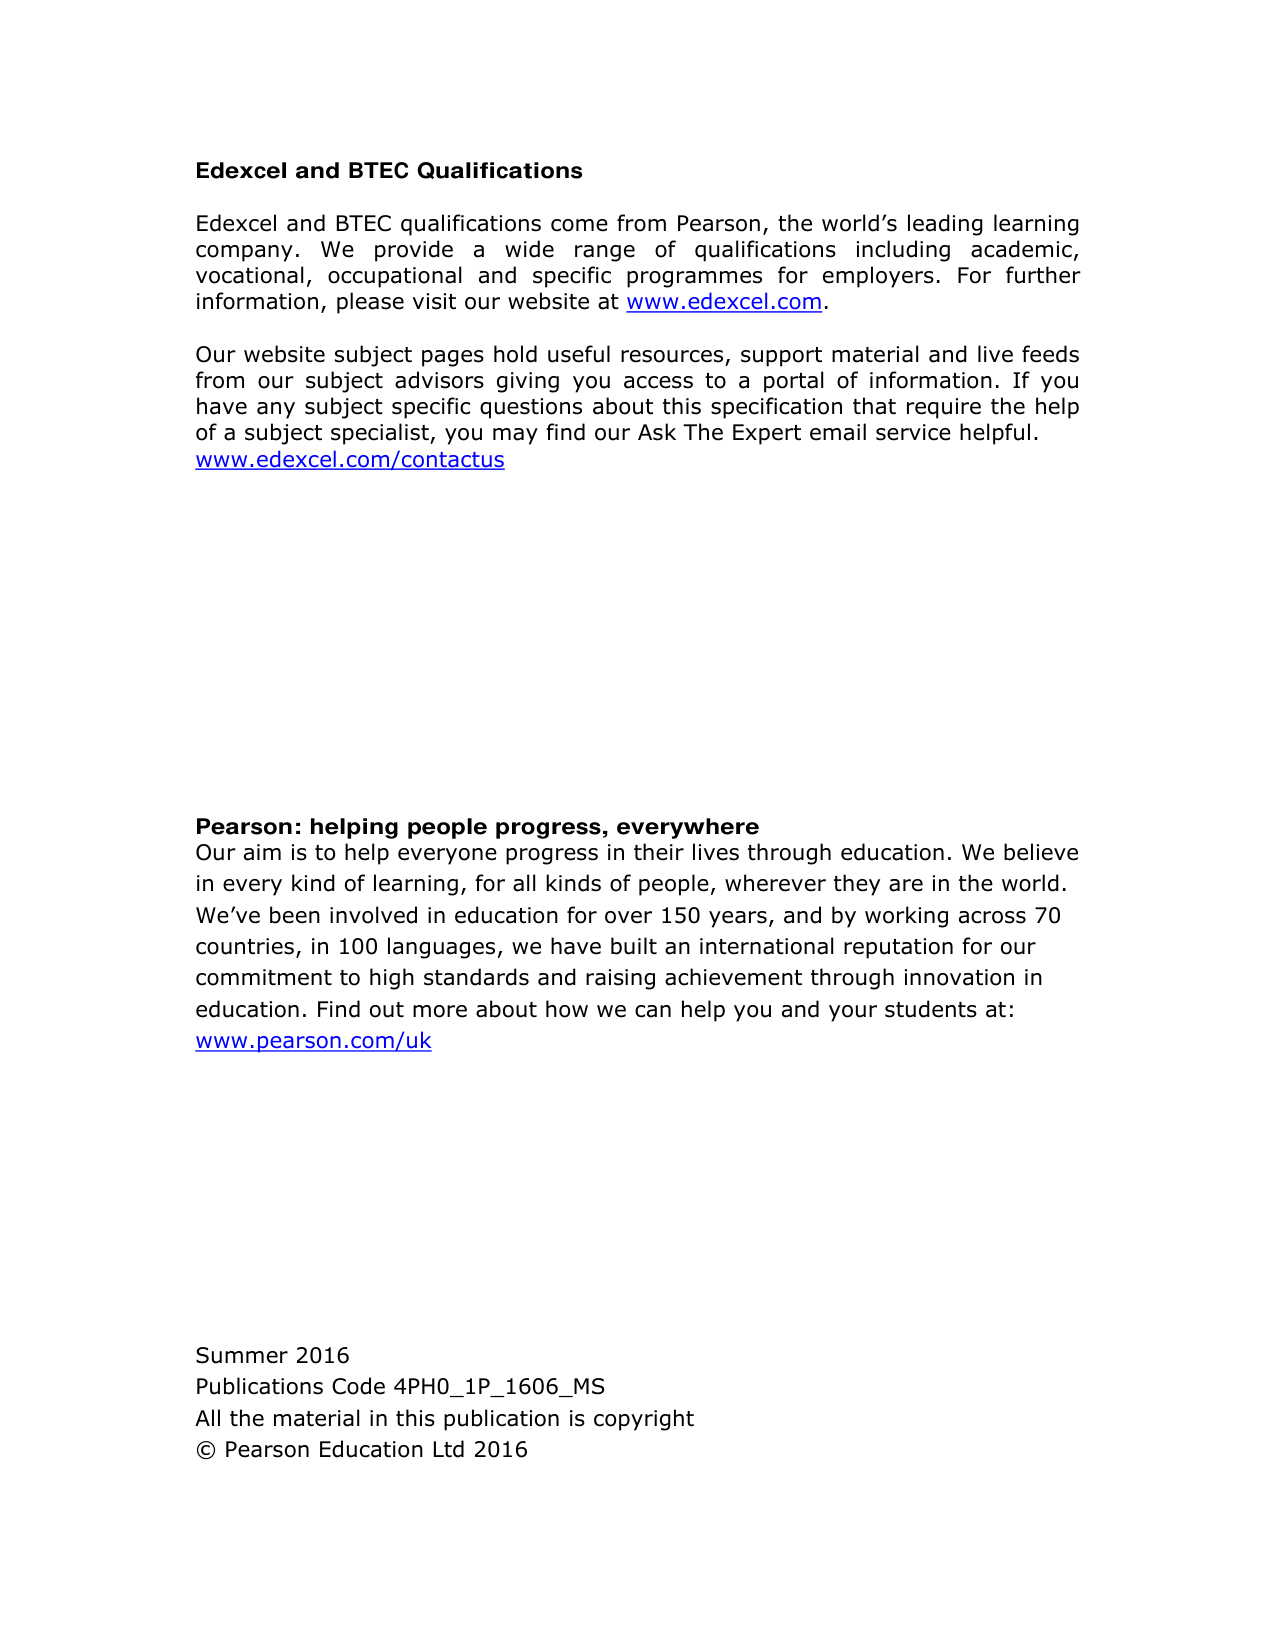 Edexcel and BTEC Qualifications
Edexcel and BTEC qualifications come from Pearson, the world’s leading learning
company. We provide a wide range of qualifications including academic,
vocational, occupational and specific programmes for employers. For further
information, please visit our website at www.edexcel.com.
Our website subject pages hold useful resources, support material and live feeds
from our subject advisors giving you access to a portal of information. If you
have any subject specific questions about this specification that require the help
of a subject specialist, you may find our Ask The Expert email service helpful.
www.edexcel.com/contactus
Pearson: helping people progress, everywhere
Our aim is to help everyone progress in their lives through education. We believe
in every kind of learning, for all kinds of people, wherever they are in the world.
We’ve been involved in education for over 150 years, and by working across 70
countries, in 100 languages, we have built an international reputation for our
commitment to high standards and raising achievement through innovation in
education. Find out more about how we can help you and your students at:
www.pearson.com/uk
Summer 2016
Publications Code 4PH0_1P_1606_MS
All the material in this publication is copyright
© Pearson Education Ltd 2016